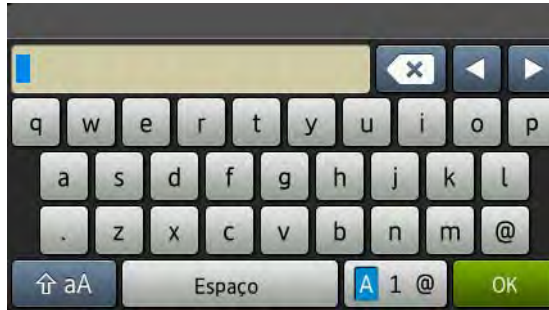 q w e r t y u i o p
a s d f g h j k l
. z x c v b n m @
aA Espaço A 1 @ OK